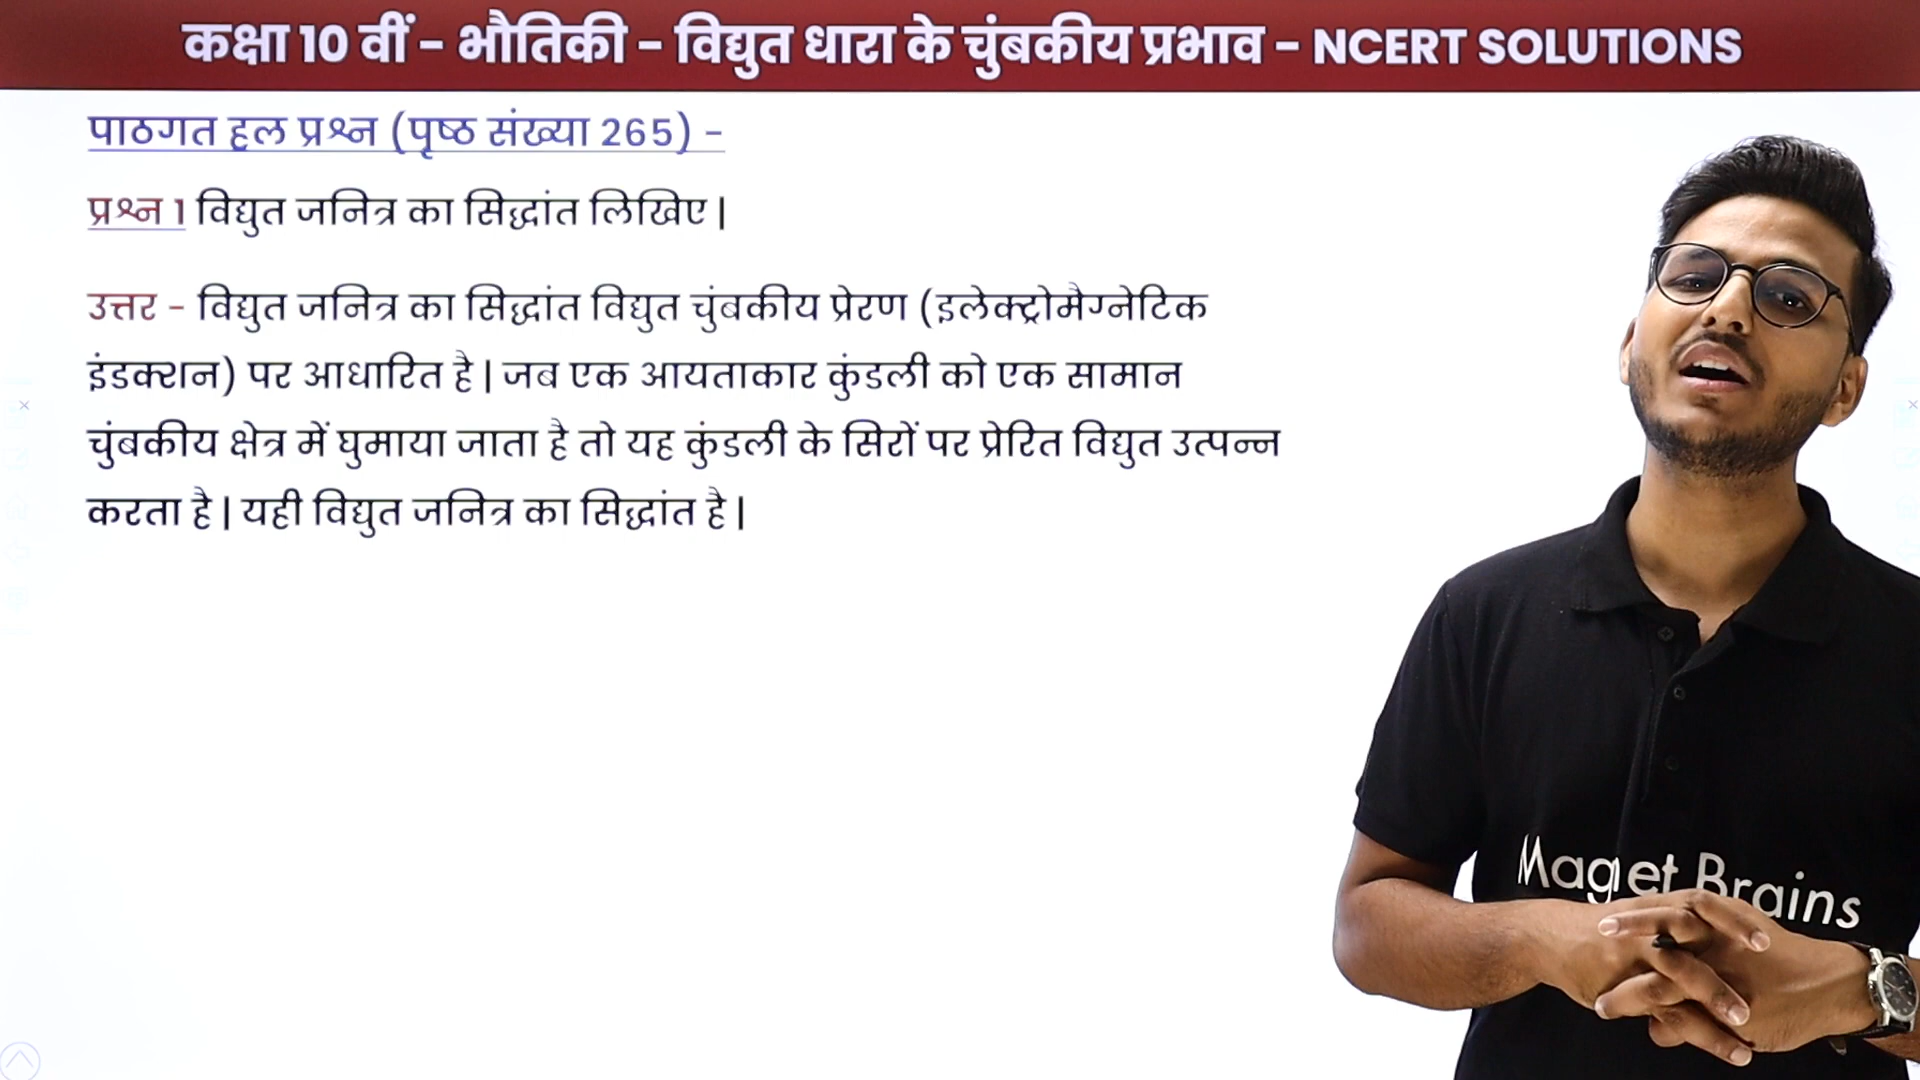 कक्षा 10 वीं - भौतिकी - विद्युत धारा के चुंबकीय प्रभाव - NCERT SOLUTIONS
पाठगत हल प्रश्न (पृष्ठ संख्या 265) -
प्रश्न 1 विद्युत जनित्र का सिद्धांत लिखिए |
उत्तर - विद्युत जनित्र का सिद्धांत विद्युत चुंबकीय प्रेरण (इलेक्ट्रोमैग्नेटिक
इंडक्शन) पर आधारित है | जब एक आयताकार कुंडली को एक सामान
चुंबकीय क्षेत्र में घुमाया जाता है तो यह कुंडली के सिरों पर प्रेरित विद्युत उत्पन्न
करता है | यही विद्युत जनित्र का सिद्धांत है |
Magnet Brains